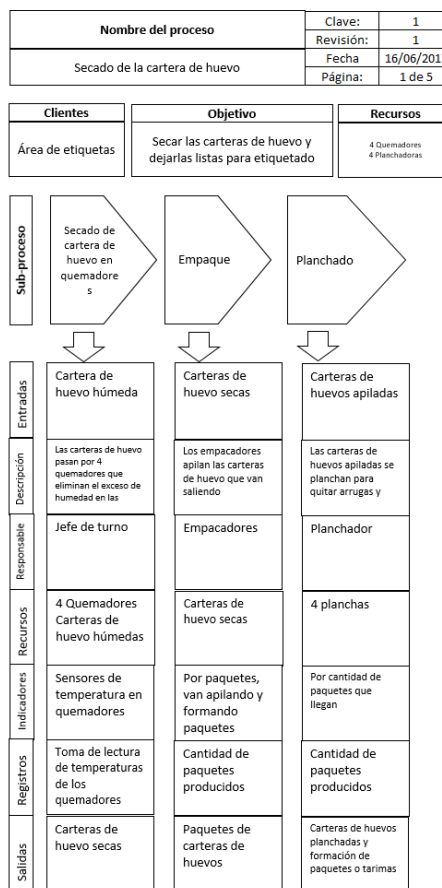 Nombre del proceso
Clave: 1
Revisión: 1
Secado de la cartera de huevo
Fecha 16/06/201
Página: 1 de 5
Clientes
Objetivo
Recursos
Área de etiquetas
Secar las carteras de huevo y
dejarlas listas para etiquetado
4 Quemadores
4 Planchadoras
Sub-proceso
Secado de
cartera de
huevo en
quemadore
s
Empaque
Planchado
Entradas
Cartera de
huevo húmeda
Carteras de
huevo secas
Carteras de
huevos apiladas
Descripción
Las carteras de huevo
pasan por 4
quemadores que
eliminan el exceso de
humedad en las
Los empacadores
apilan las carteras
de huevo que van
saliendo
Las carteras de
huevos apiladas se
planchan para
quitar arrugas y
Responsable
Jefe de turno
Empacadores
Planchador
Recursos
4 Quemadores
Carteras de
huevo húmedas
Carteras de
huevo secas
4 planchas
Indicadores
Sensores de
temperatura en
quemadores
Por paquetes,
van apilando y
formando
paquetes
Por cantidad de
paquetes que
llegan
Registros
Toma de lectura
de temperaturas
de los
quemadores
Cantidad de
paquetes
producidos
Cantidad de
paquetes
producidos
Salidas
Carteras de
huevo secas
Paquetes de
carteras de
huevos
Carteras de huevos
planchadas y
formación de
paquetes o tarimas